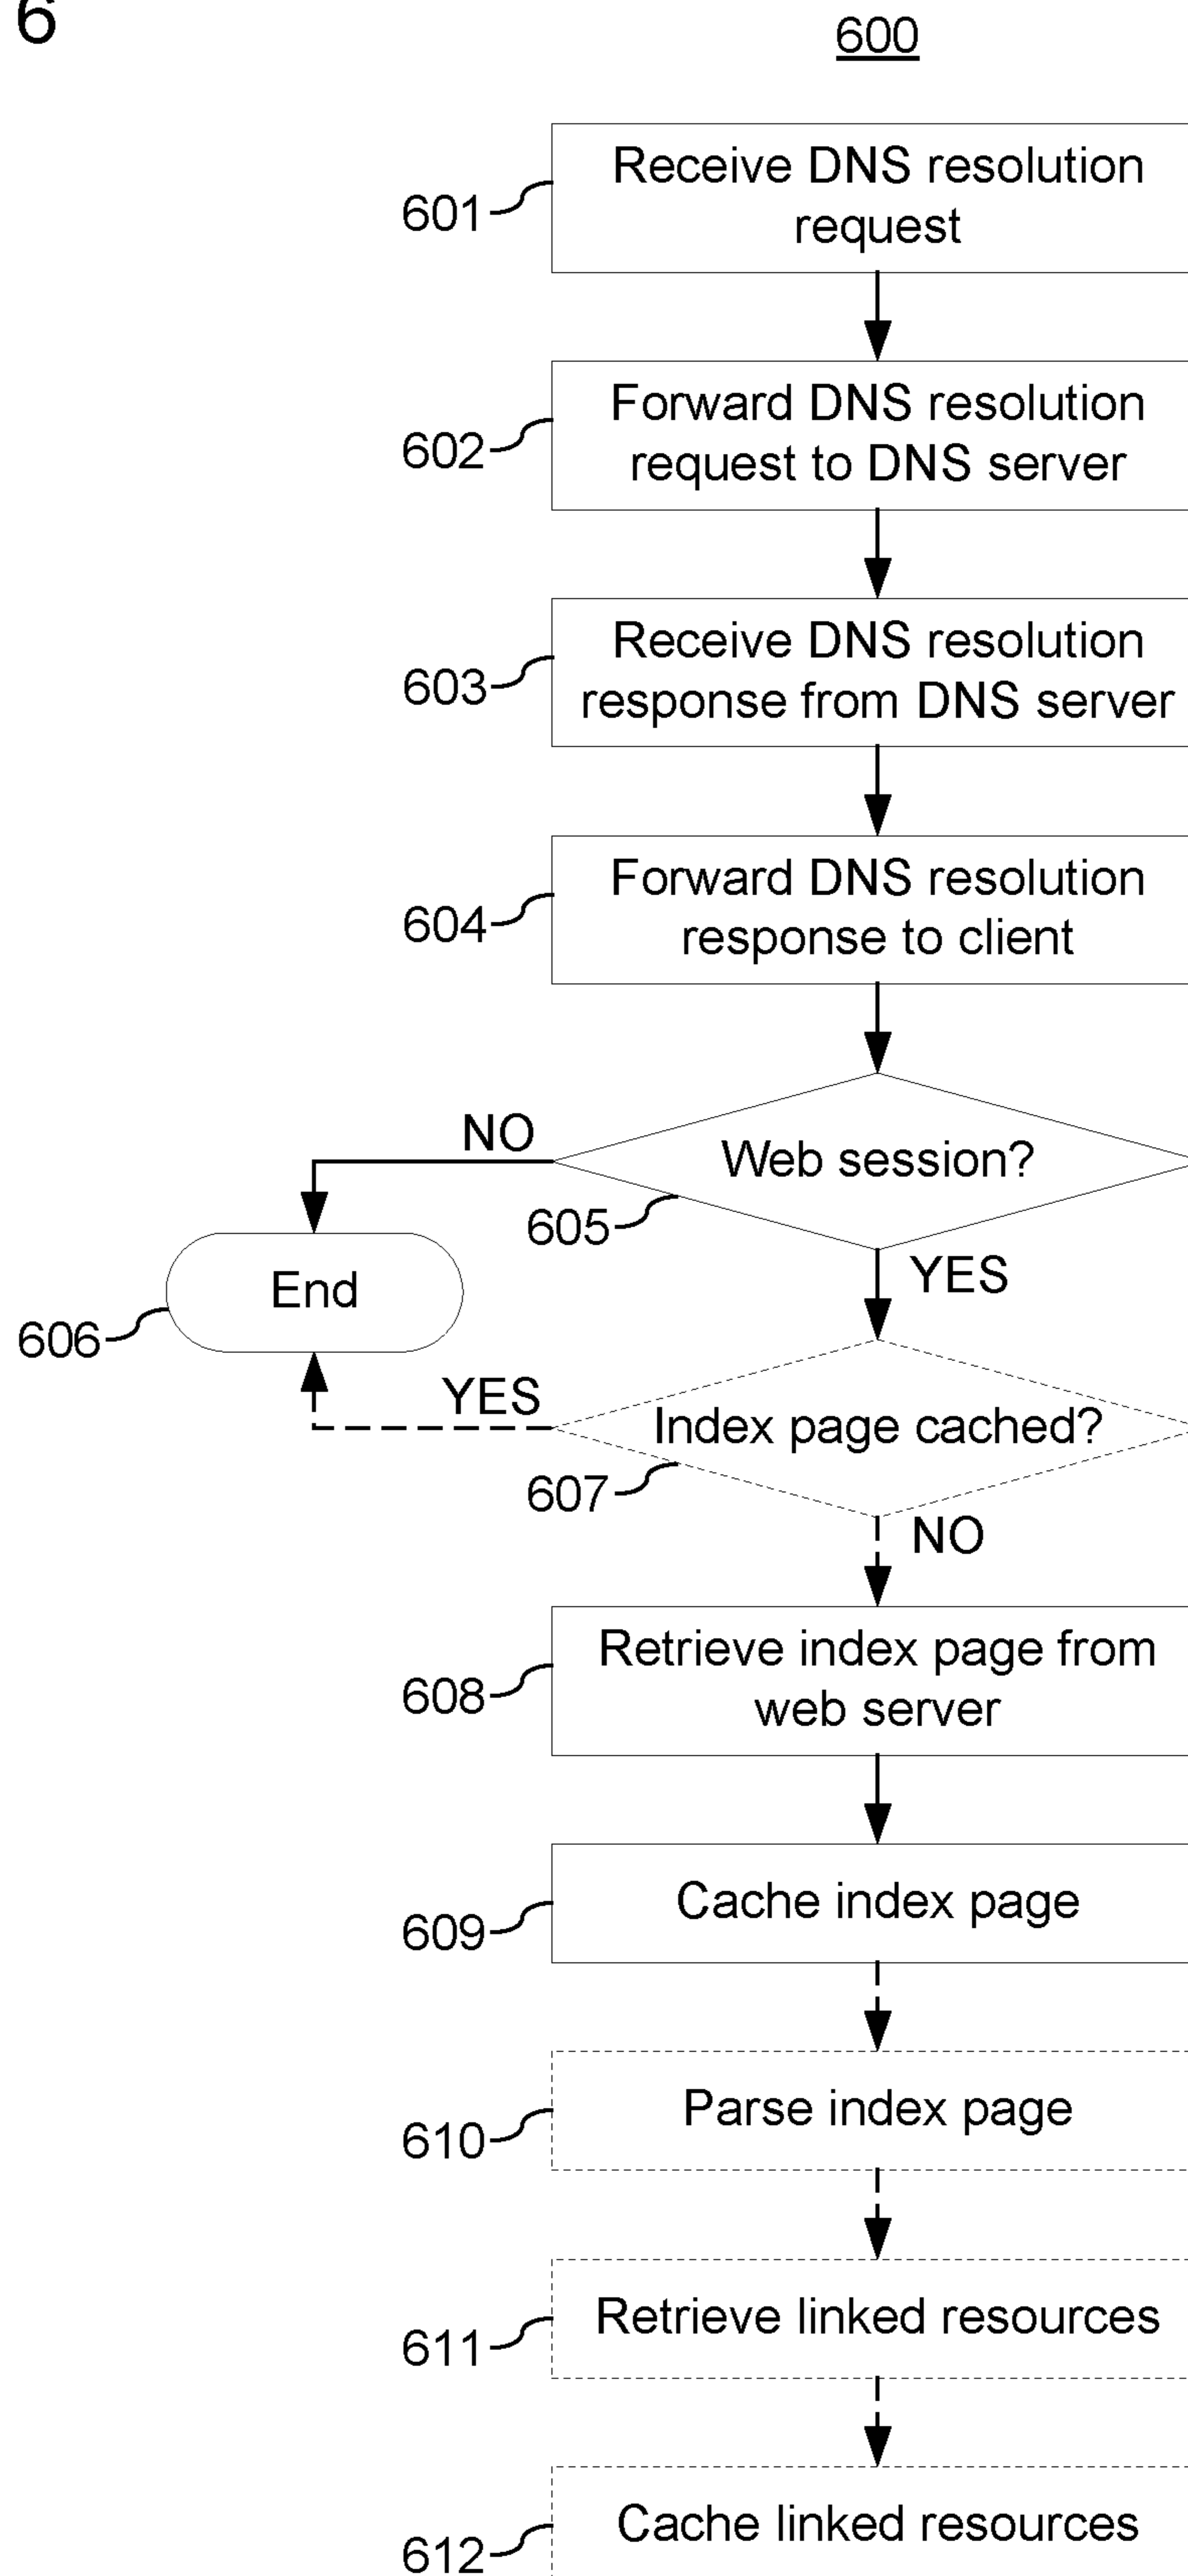 6
600
Receive DNS resolution
request
601
Forward DNS resolution
request to DNS server
602
Receive DNS resolution
response from DNS server
603
Forward DNS resolution
response to client
604
NO
Web session?
605
End
YES
606
YES
Index page cached?
607
NO
Retrieve index page from
web server
608
Cache index page
609
Parse index page
610
Retrieve linked resources
611
Cache linked resources
612